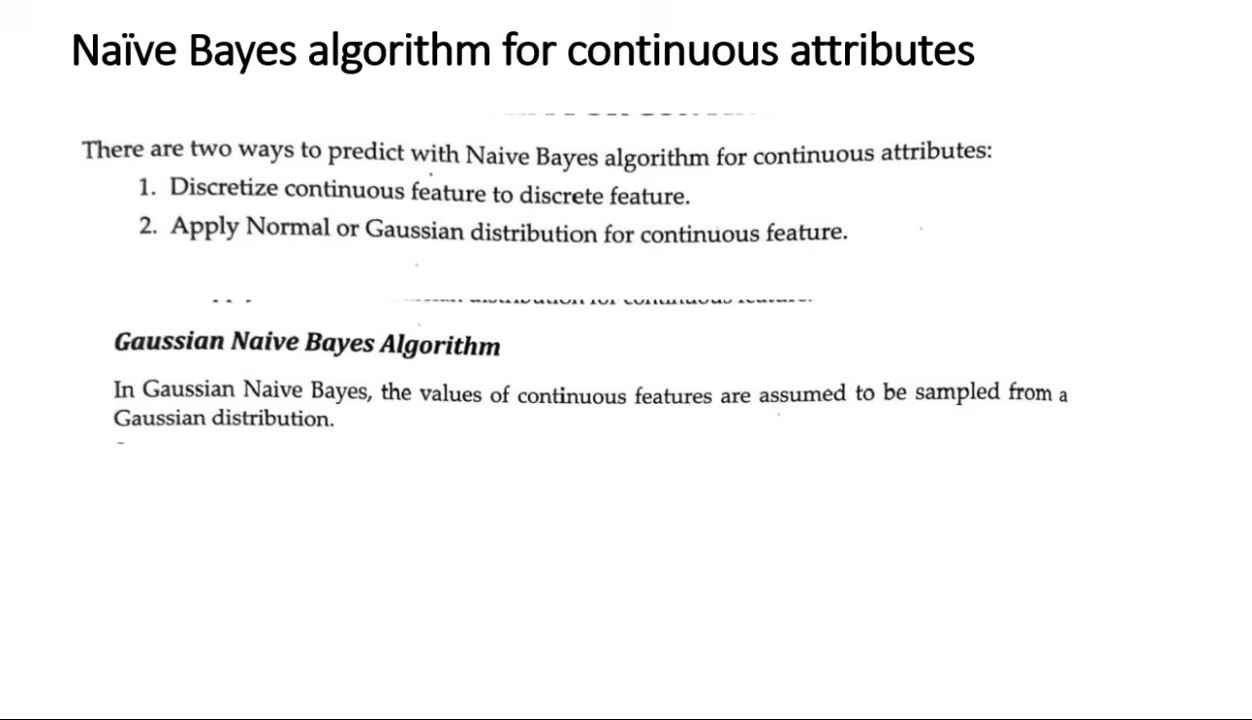 Naïve Bayes algorithm for continuous attributes
There are two ways to predict with Naive Bayes algorithm for continuous attributes:
1. Discretize continuous feature to discrete feature.
2. Apply Normal or Gaussian distribution for continuous feature.
Gaussian Naive Bayes Algorithm
In Gaussian Naive Bayes, the values of continuous features are assumed to be sampled from a
Gaussian distribution.